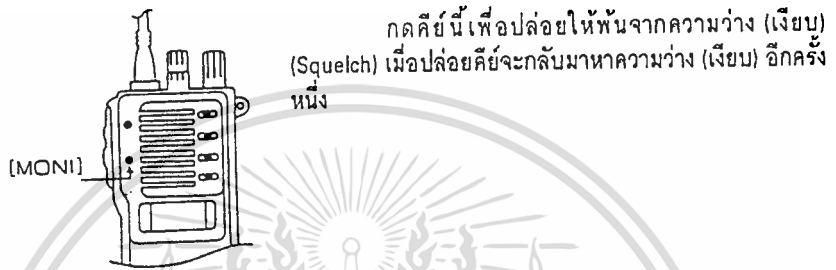 กดคีย์นี้เพื่อปล่อยให้พ้นจากความว่าง (เงียบ)
(Squelch) เมื่อปล่อยคีย์จะกลับมาหาความว่าง (เงียบ) อีกครั้ง
หนึ่ง
[MONI]